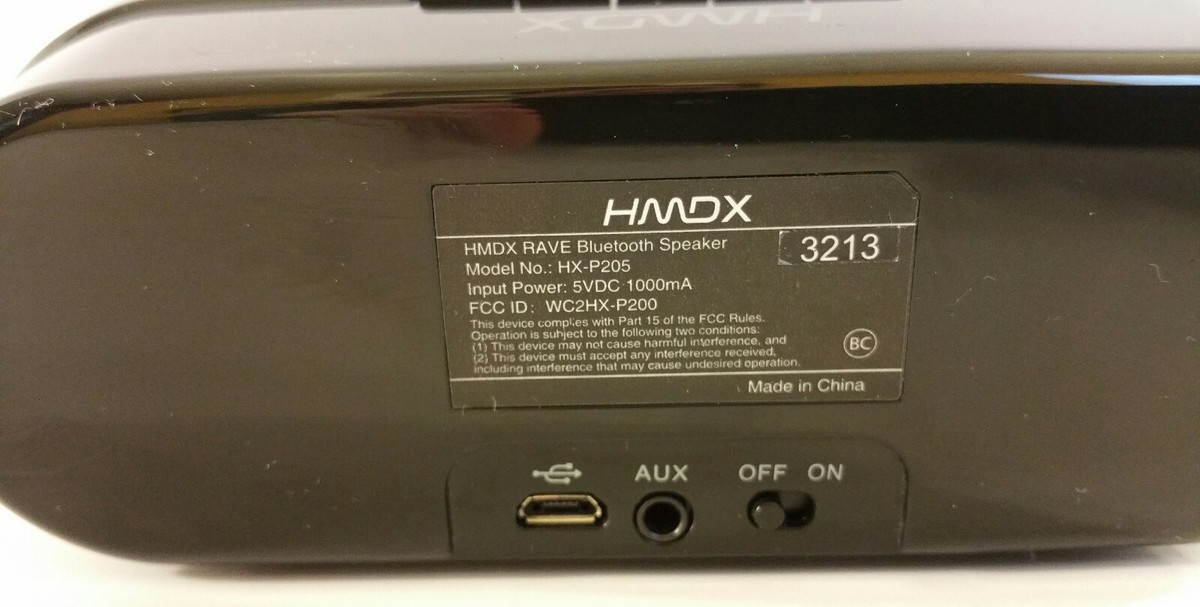 HMDX
HMDX
HMDX RAVE Bluetooth Speaker
3213
Model No.: HX-P205
Input Power: 5VDC 1000mA
FCC ID: WC2HX-P200
This device complies with Part 15 of the FCC Rules.
Operation is subject to the following two conditions:
(1) This device may not cause harmful interference, and
(2) This device must accept any interference received,
including interference that may cause undesired operation.
BC
Made in China
AUX
OFF ON